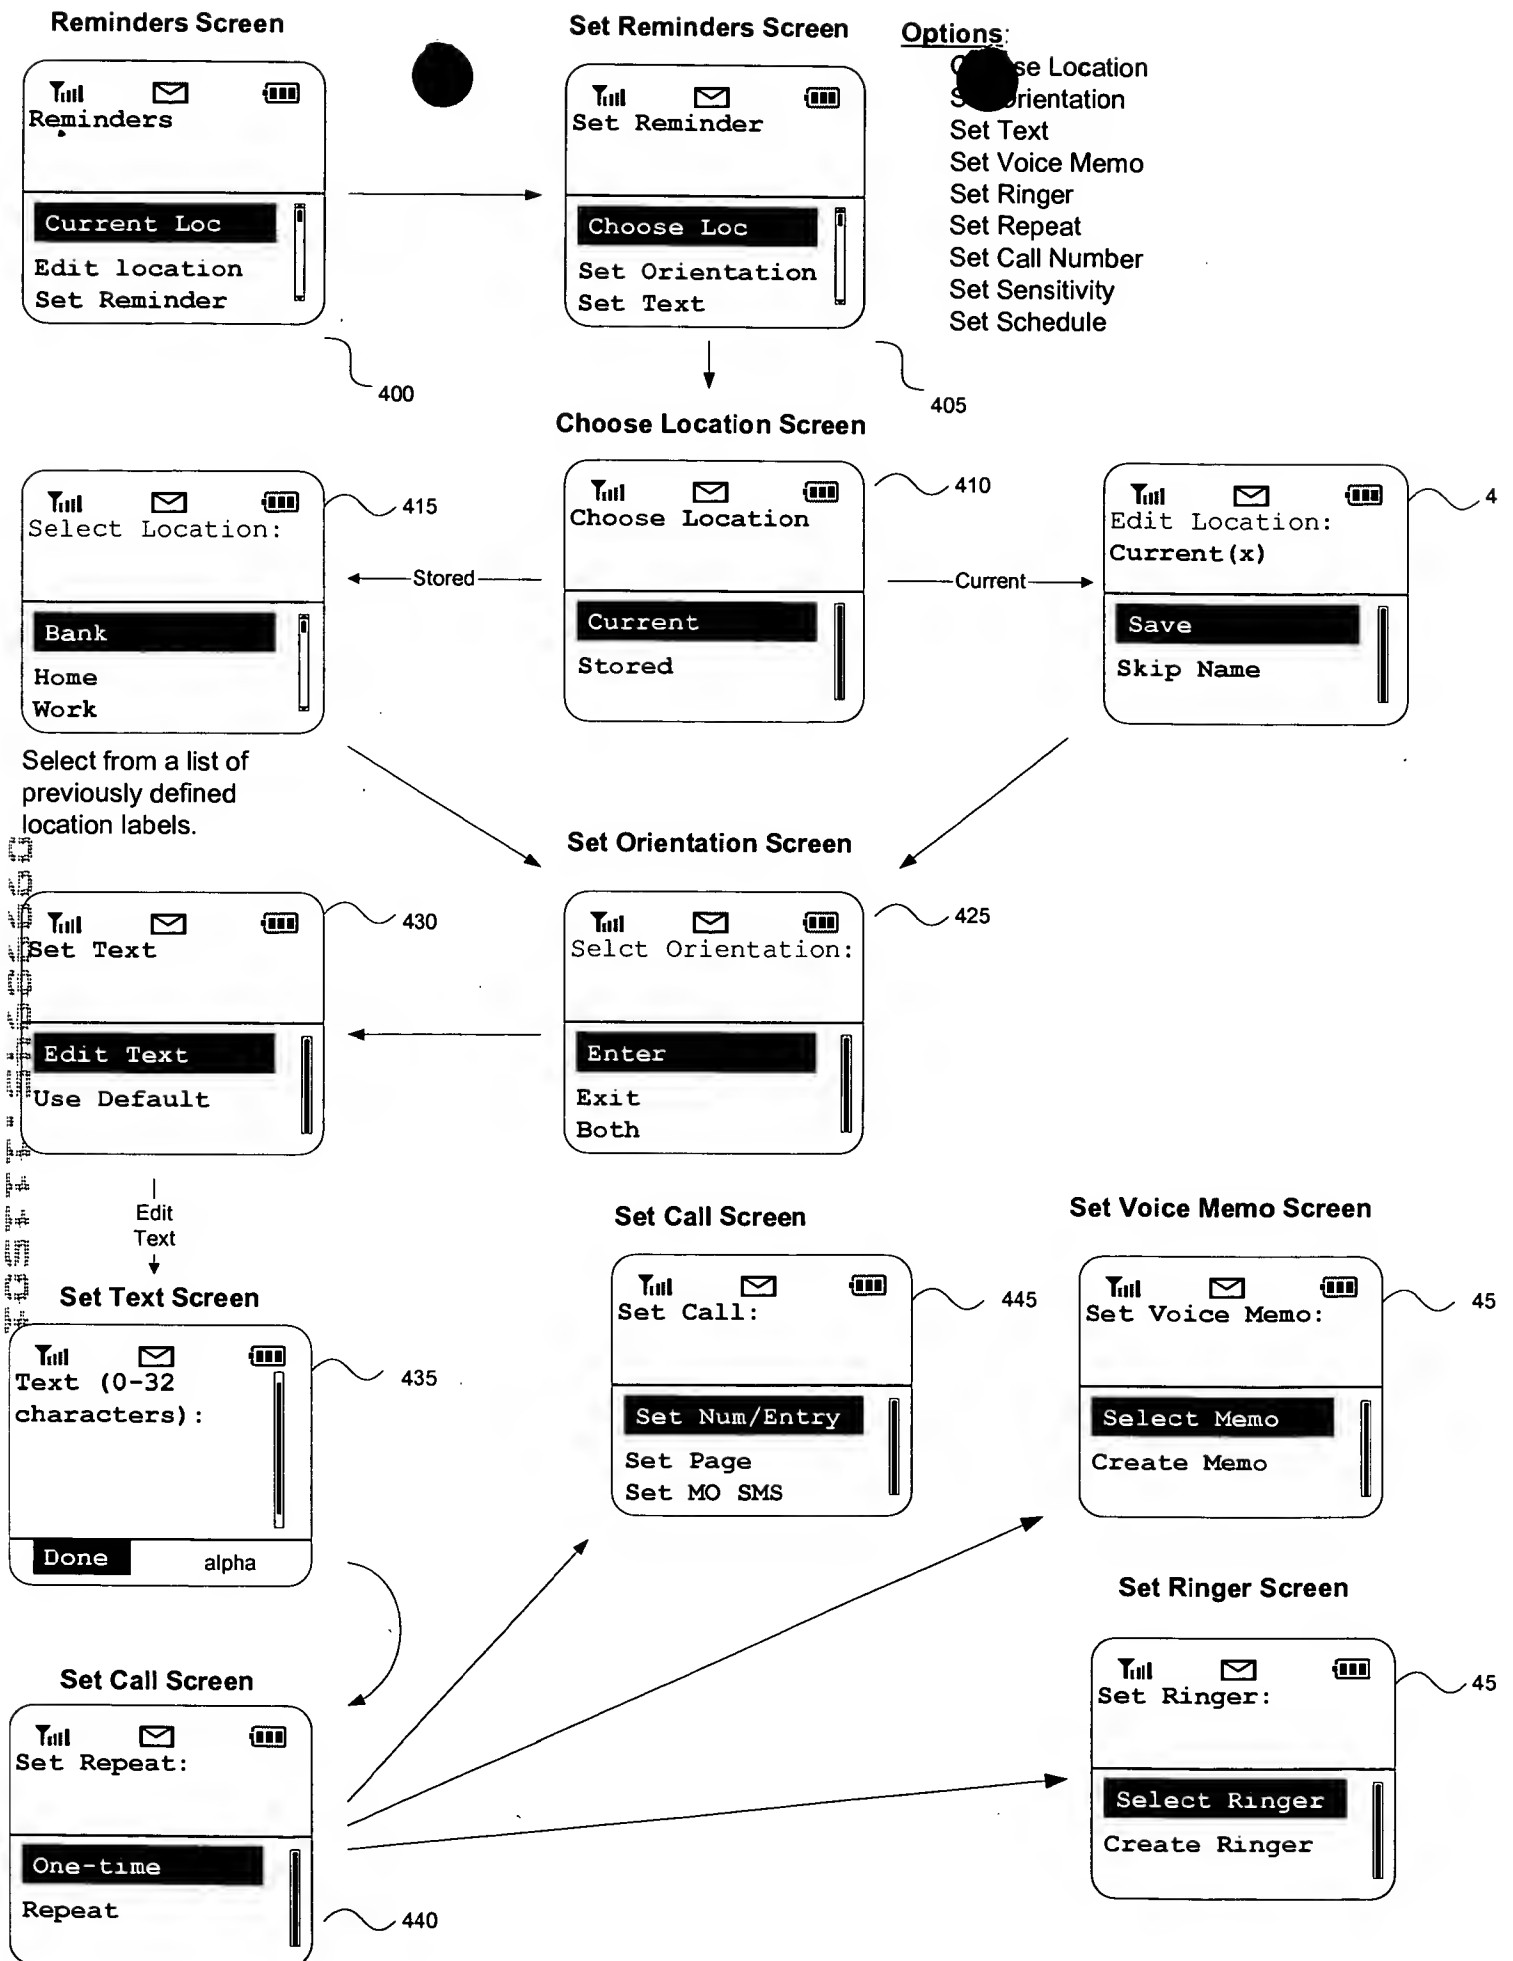 Reminders Screen
Set Reminders Screen
Options:
Reminders
Current Loc
Edit location
Set Reminder
400
Set Reminder
Choose Loc
Set Orientation
Set Text
405
Location
Set Text
Set Voice Memo
Set Ringer
Set Repeat
Set Call Number
Set Sensitivity
Set Schedule
Choose Location Screen
Select Location:
Bank
Home
Work
415
Select from a list of
previously defined
location labels.
Stored
Choose Location
Current
Stored
410
Current
Edit Location:
Current(x)
Save
Skip Name
4
Set Orientation Screen
Set Text
Edit Text
Use Default
430
Selct Orientation:
Enter
Exit
Both
425
Edit
Text
Set Text Screen
Text (0-32
characters):
Done
alpha
435
Set Call Screen
Set Call:
Set Num/Entry
Set Page
Set MO SMS
445
Set Voice Memo Screen
Set Voice Memo:
Select Memo
Create Memo
45
Set Ringer Screen
Set Ringer:
Select Ringer
Create Ringer
45
Set Call Screen
Set Repeat:
One-time
Repeat
440